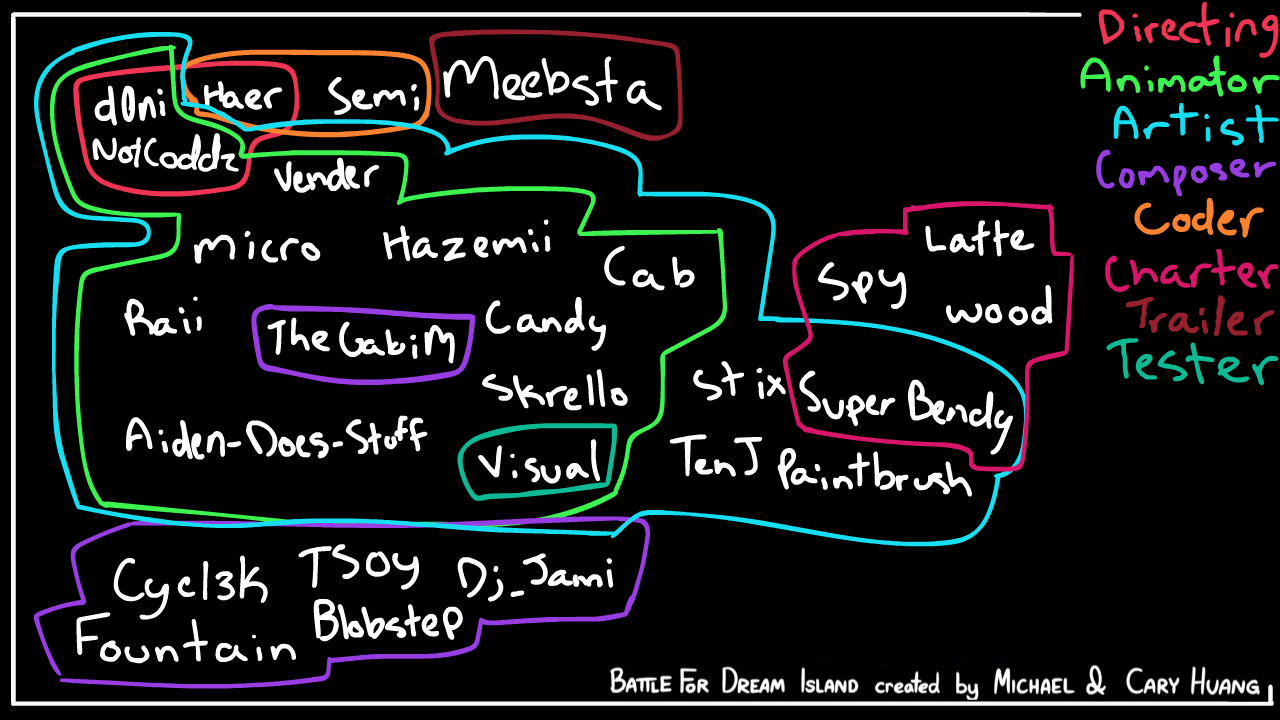 d0ni
Haer
Semi
Meebsta
NotCoddz
Vender
Micro
Hazemii
Cab
Raii
TheGabiM
Candy
Skrello
Aiden-Does-Stuff
Visual
Stix
SuperBendy
TenJ
Paintbrush
Spy
Latte
wood
Cycl3k
TSoy
Dj_Jami
Fountain
Blobstep
Directing
Animator
Artist
Composer
Coder
Charter
Trailer
Tester
BATTLE FOR DREAM ISLAND created by MICHAEL & CARY HUANG